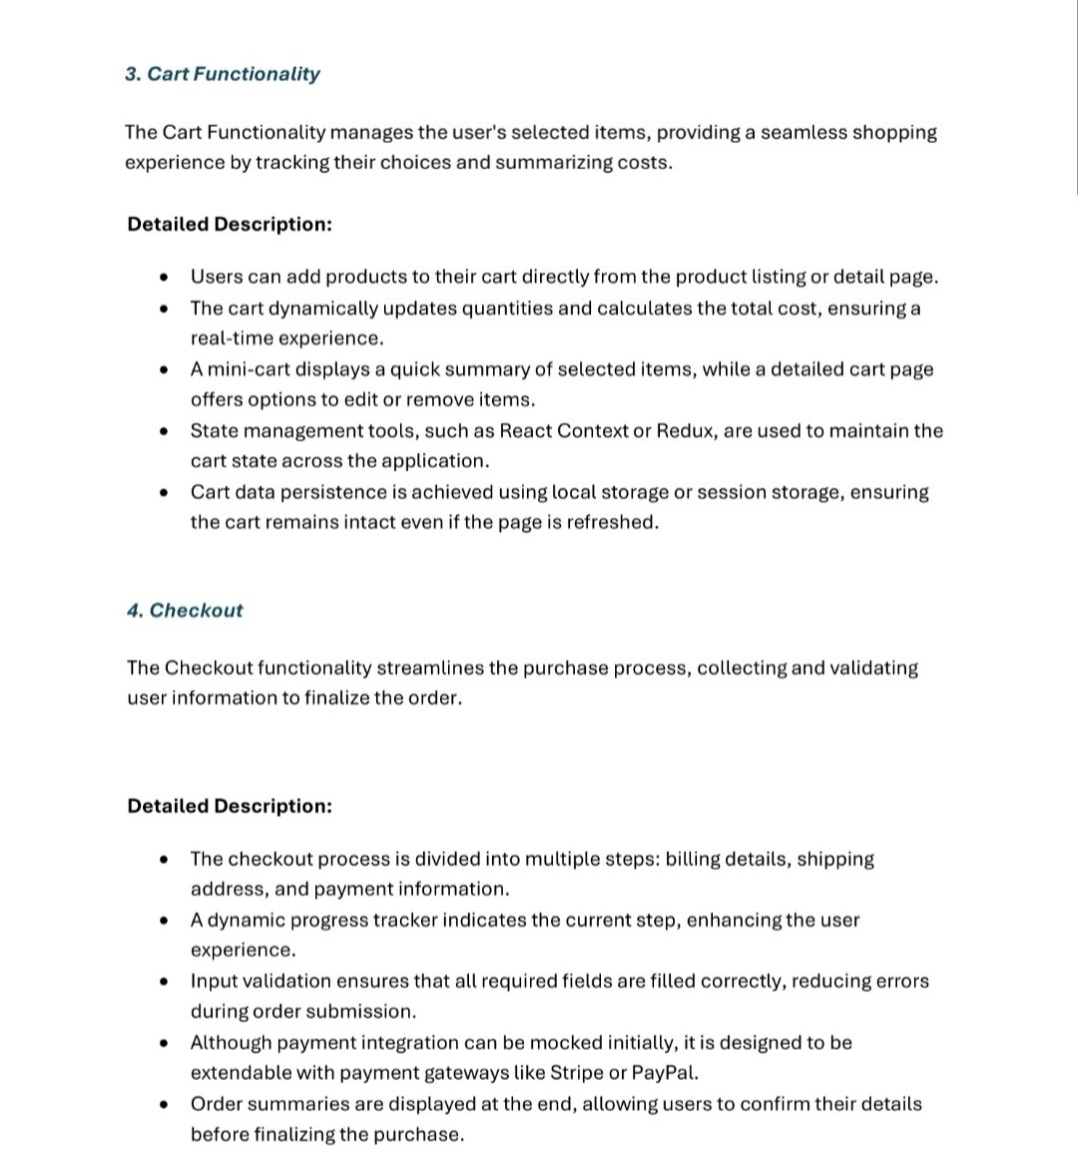 3. Cart Functionality
The Cart Functionality manages the user's selected items, providing a seamless shopping
experience by tracking their choices and summarizing costs.
Detailed Description:
• Users can add products to their cart directly from the product listing or detail page.
• The cart dynamically updates quantities and calculates the total cost, ensuring a
real-time experience.
• A mini-cart displays a quick summary of selected items, while a detailed cart page
offers options to edit or remove items.
• State management tools, such as React Context or Redux, are used to maintain the
cart state across the application.
• Cart data persistence is achieved using local storage or session storage, ensuring
the cart remains intact even if the page is refreshed.
4. Checkout
The Checkout functionality streamlines the purchase process, collecting and validating
user information to finalize the order.
Detailed Description:
• The checkout process is divided into multiple steps: billing details, shipping
address, and payment information.
• A dynamic progress tracker indicates the current step, enhancing the user
experience.
• Input validation ensures that all required fields are filled correctly, reducing errors
during order submission.
• Although payment integration can be mocked initially, it is designed to be
extendable with payment gateways like Stripe or PayPal.
• Order summaries are displayed at the end, allowing users to confirm their details
before finalizing the purchase.